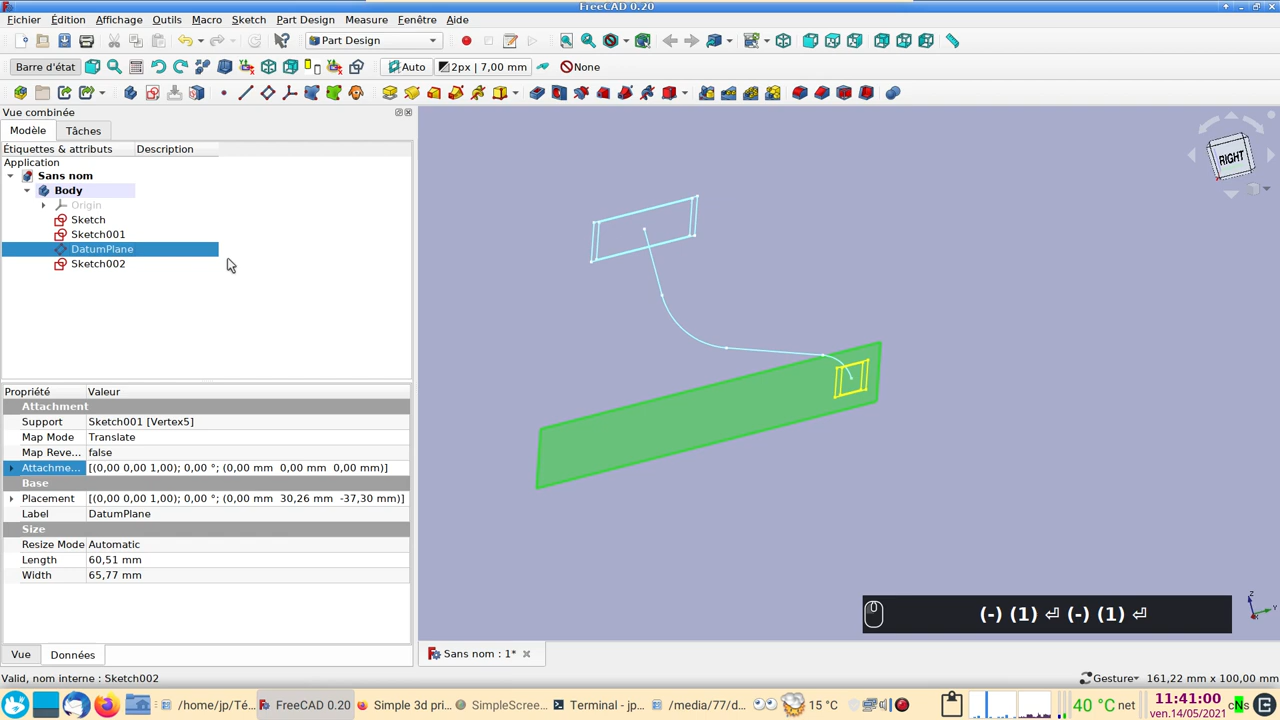 FreeCAD 0.20
Fichier Édition Affichage Outils Macro Sketch Part Design Measure Fenêtre Aide
Part Design
Barre d'état Auto 2px | 7,00 mm None
Vue combinée
Modèle Tâches
Étiquettes & attributs Description
Application
Sans nom
Body
Origin
Sketch
Sketch001
DatumPlane
Sketch002
RIGHT
Propriété Valeur
Attachment
Support Sketch001 [Vertex5]
Map Mode Translate
Map Reve... false
Attachme... [(0,00 0,00 1,00); 0,00 °; (0,00 mm 0,00 mm 0,00 mm)]
Base
Placement [(0,00 0,00 1,00); 0,00 °; (0,00 mm 30,26 mm -37,30 mm)]
Label DatumPlane
Size
Resize Mode Automatic
Length 60,51 mm
Width 65,77 mm
(-) (1) ⏎ (-) (1) ⏎
Z
Y
Vue Données
Sans nom : 1*
Valid, nom interne : Sketch002
Gesture 161,22 mm x 100,00 mm
/home/jp/Té... FreeCAD 0.20 Simple 3d pri... SimpleScree... Terminal - jp... /media/77/d... 15 °C 40 °C net 11:41:00
ven.14/05/2021